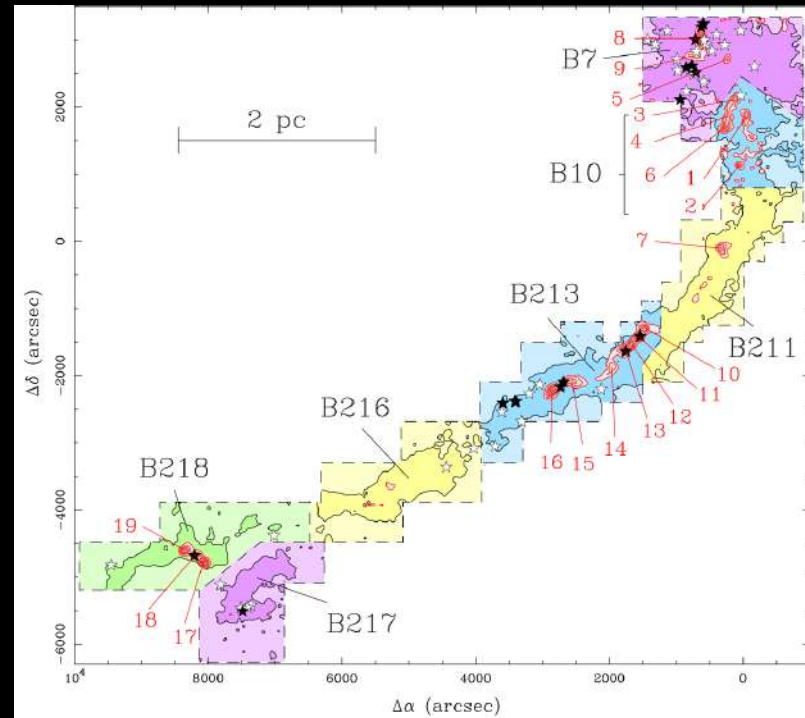 8
B7
9
5
3
2 pc
4
6
B10
1
2
7
B213
B211
10
11
12
13
14
15
16
B216
B218
19
18
17
B217
2000
0
−2000
−4000
−6000
Δδ (arcsec)
10⁴ 8000 6000 4000 2000 0
Δα (arcsec)